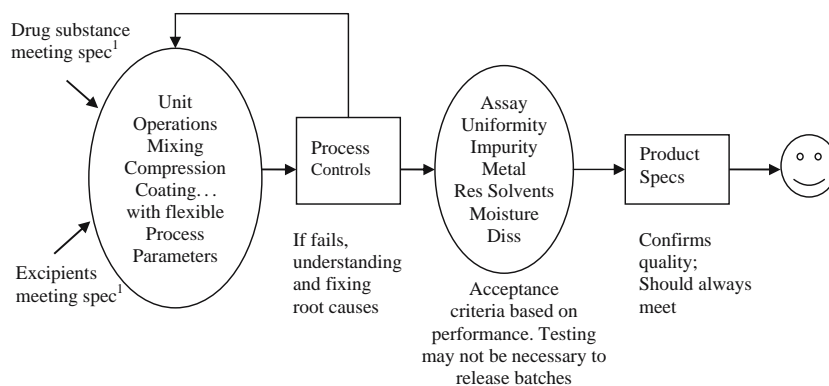 Drug substance
meeting spec¹
Excipients
meeting spec¹
Unit
Operations
Mixing
Compression
Coating…
with flexible
Process
Parameters
Process
Controls
If fails,
understanding
and fixing
root causes
Assay
Uniformity
Impurity
Metal
Res Solvents
Moisture
Diss
Acceptance
criteria based on
performance. Testing
may not be necessary to
release batches
Product
Specs
Confirms
quality;
Should always
meet